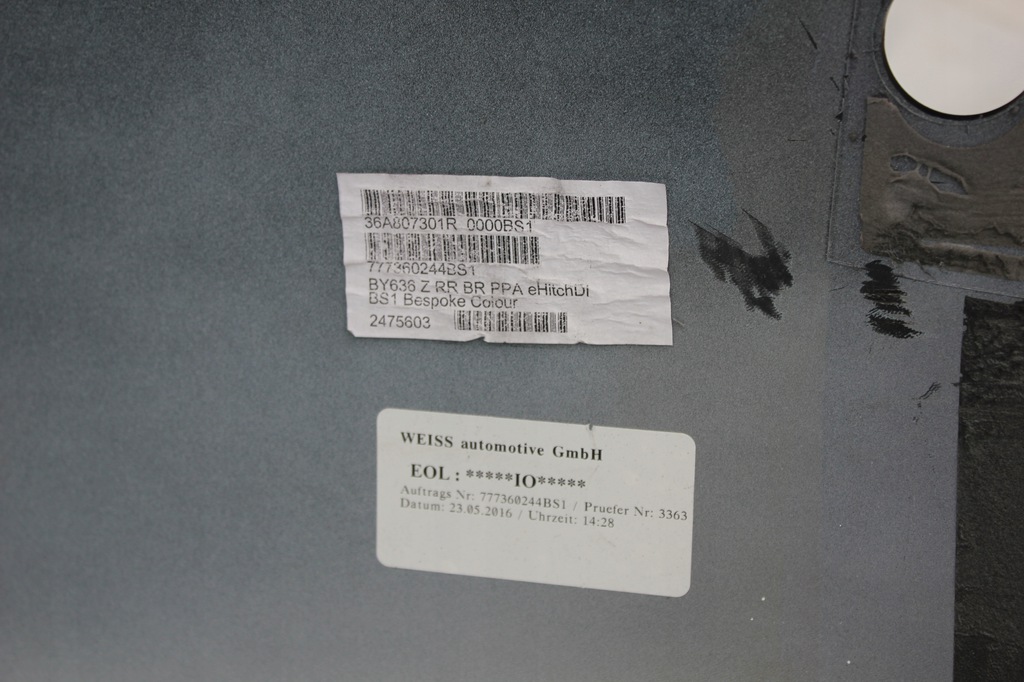 36A807301R 0000BS1
777360244BS1
BY636 Z RR BR PPA eHitchDI
BS1 Bespoke Colour
2475603
WEISS automotive GmbH
EOL : *****IO*****
Auftrags Nr: 777360244BS1 / Pruefer Nr: 3363
Datum: 23.05.2016 / Uhrzeit: 14:28